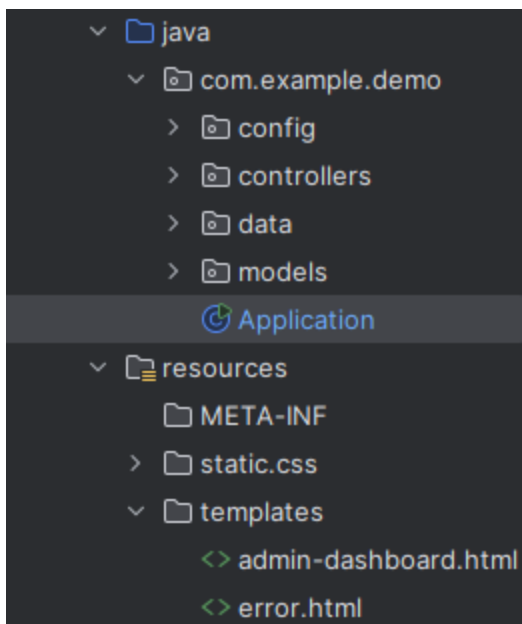 java
com.example.demo
config
controllers
data
models
Application
resources
META-INF
static.css
templates
admin-dashboard.html
error.html